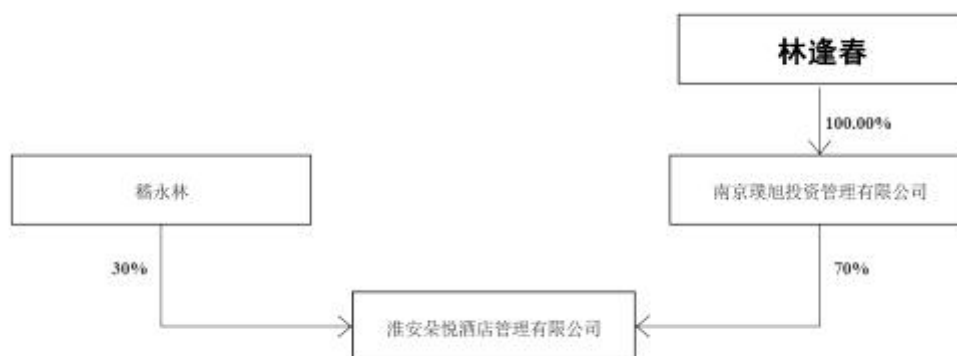 林逢春
100.00%
嵇永林
南京璞旭投资管理有限公司
30%
70%
淮安朵悦酒店管理有限公司